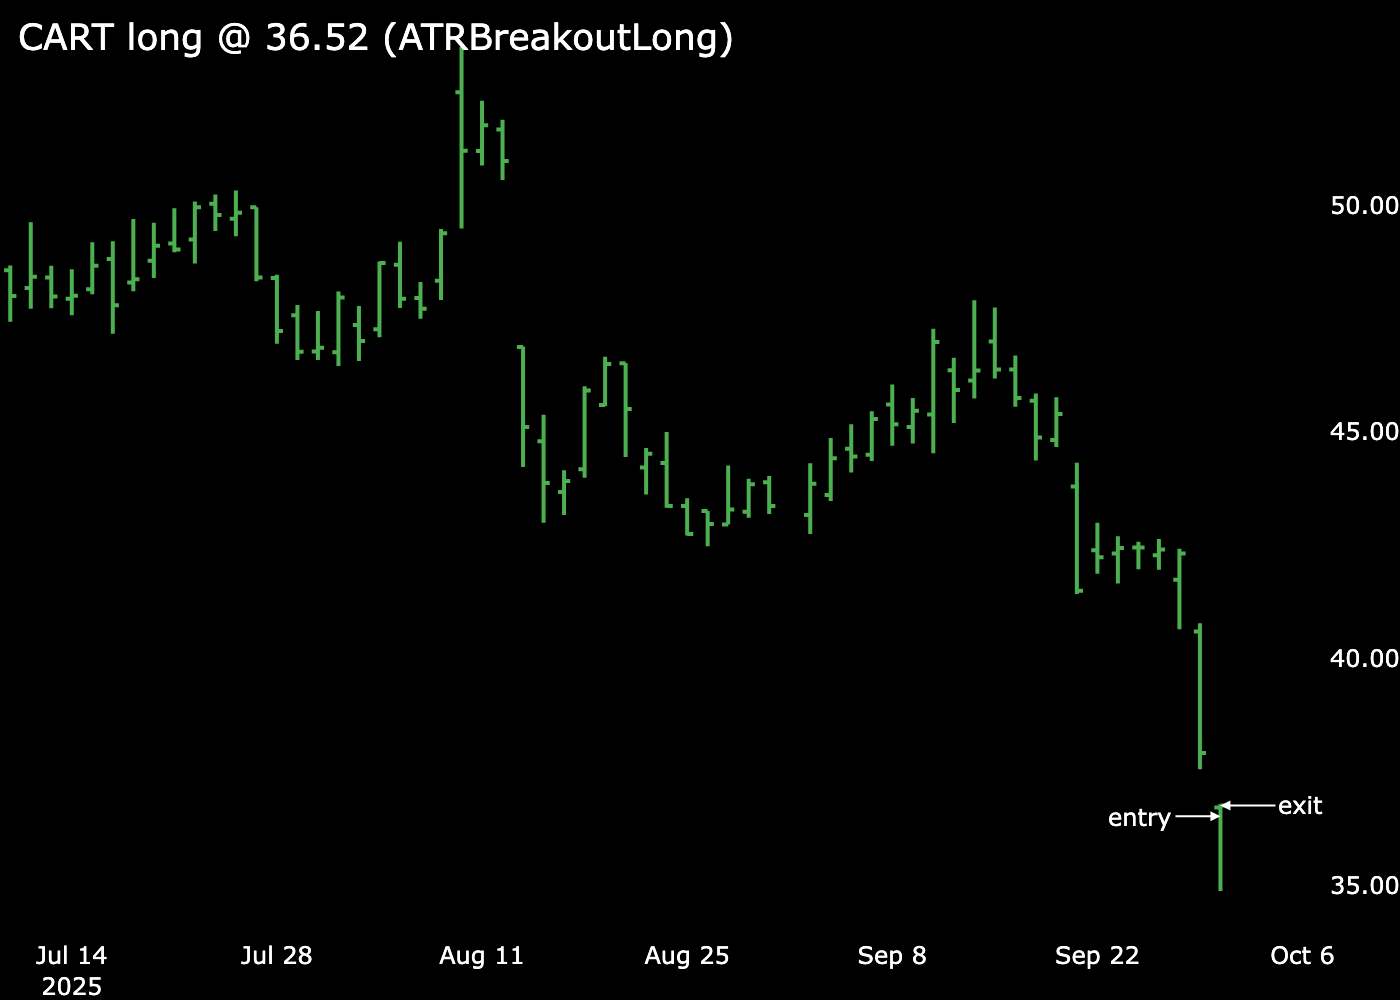 CART long @ 36.52 (ATRBreakoutLong)
50.00
45.00
40.00
exit
entry
35.00
Jul 14 Jul 28 Aug 11 Aug 25 Sep 8 Sep 22 Oct 6
2025